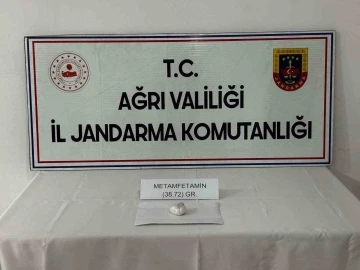 T.C.
AĞRI VALİLİĞİ
İL JANDARMA KOMUTANLIĞI
METAMFETAMİN
(38.72) GR.